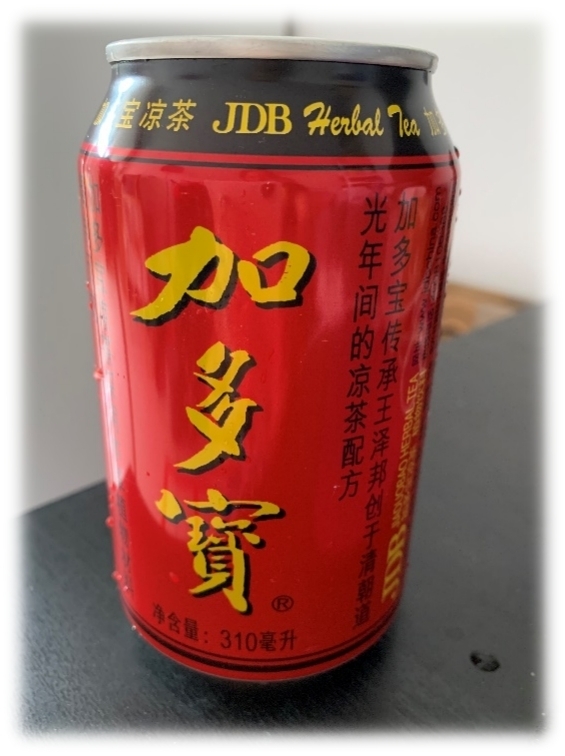 宝凉茶 JDB Herbal Tea 加
加多寶®
加多宝传承王泽邦创于清朝道
光年间的凉茶配方
JDB
净含量：310毫升